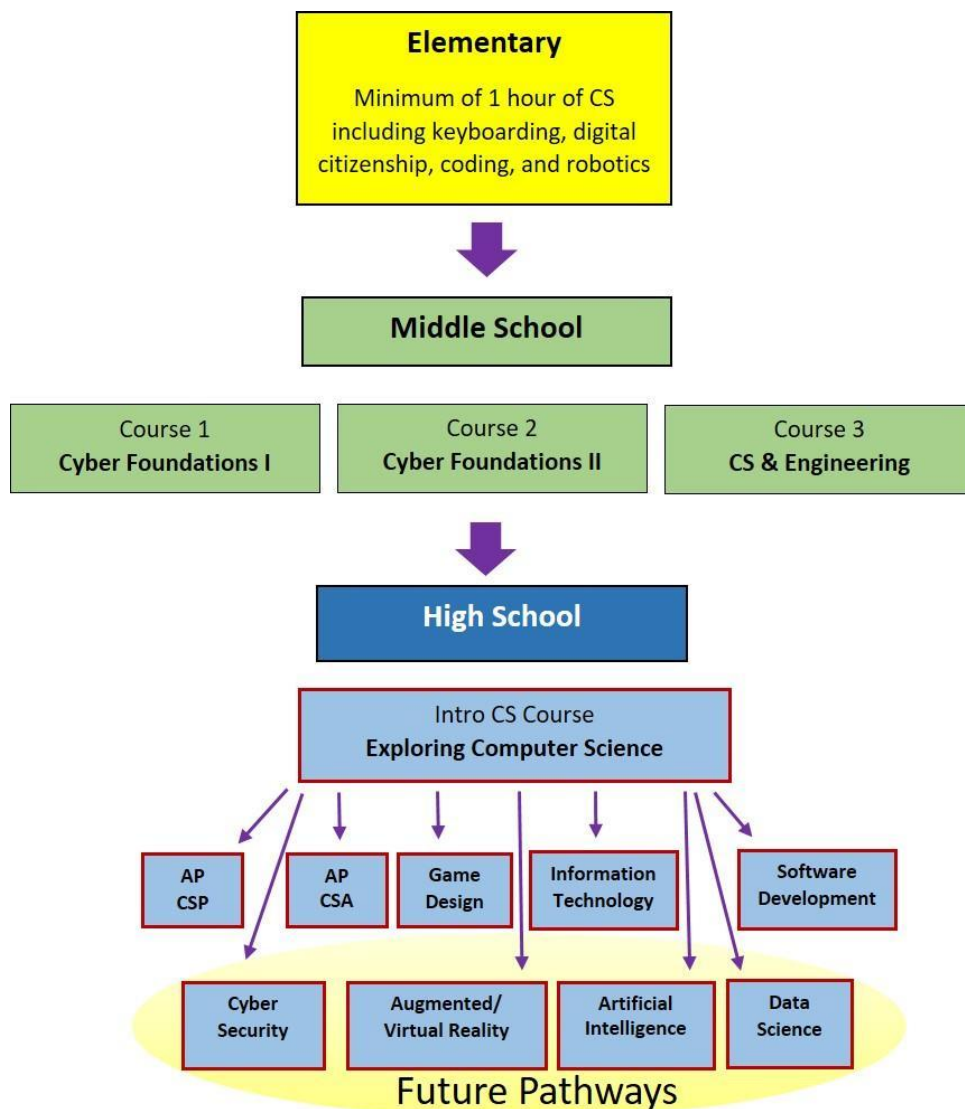 Elementary
Minimum of 1 hour of CS
including keyboarding, digital
citizenship, coding, and robotics
Middle School
Course 1
Cyber Foundations I
Course 2
Cyber Foundations II
Course 3
CS & Engineering
High School
Intro CS Course
Exploring Computer Science
AP
CSP
AP
CSA
Game
Design
Information
Technology
Software
Development
Cyber
Security
Augmented/
Virtual Reality
Artificial
Intelligence
Data
Science
Future Pathways